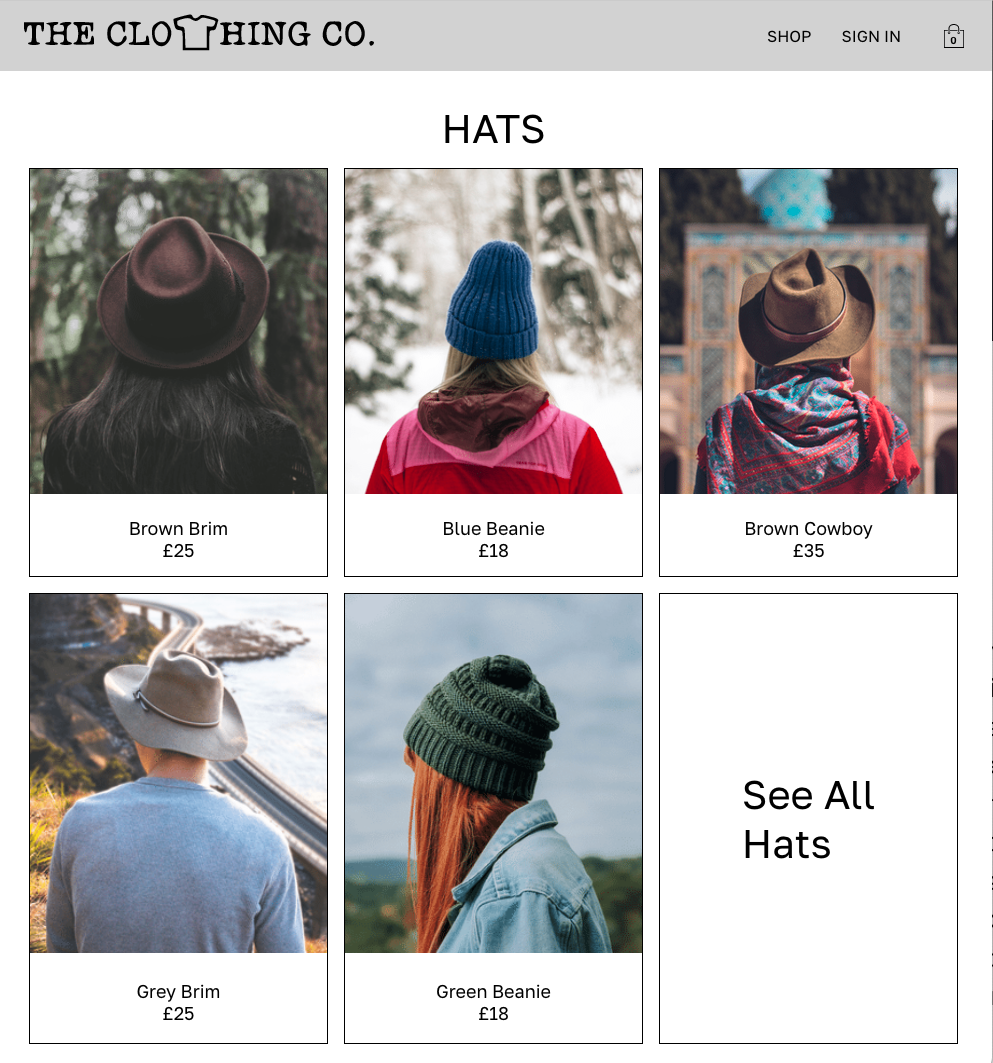 THE CLOTHING CO.
SHOP
SIGN IN
0
HATS
Brown Brim
£25
Blue Beanie
£18
Brown Cowboy
£35
Grey Brim
£25
Green Beanie
£18
See All
Hats